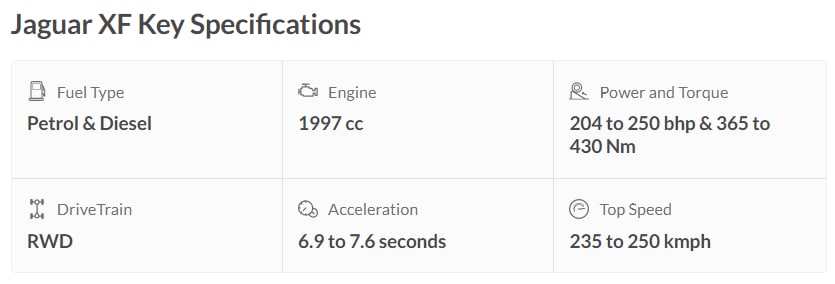 Jaguar XF Key Specifications
Fuel Type
Petrol & Diesel
Engine
1997 cc
Power and Torque
204 to 250 bhp & 365 to
430 Nm
DriveTrain
RWD
Acceleration
6.9 to 7.6 seconds
Top Speed
235 to 250 kmph